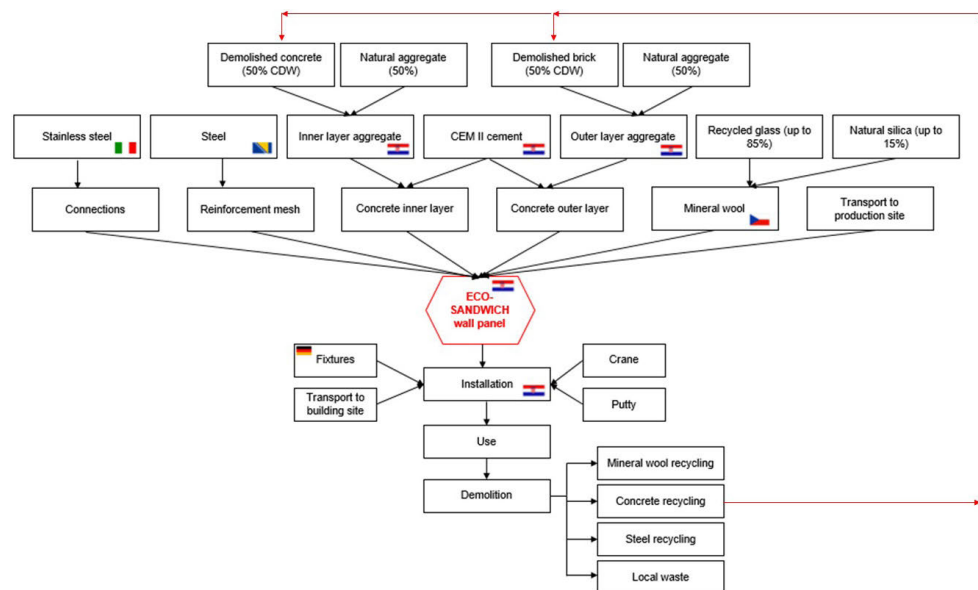 Demolished concrete
(50% CDW)
Natural aggregate
(50%)
Demolished brick
(50% CDW)
Natural aggregate
(50%)
Stainless steel
Steel
Inner layer aggregate
CEM II cement
Outer layer aggregate
Recycled glass (up to
85%)
Natural silica (up to
15%)
Connections
Reinforcement mesh
Concrete inner layer
Concrete outer layer
Mineral wool
Transport to
production site
ECO-
SANDWICH
wall panel
Fixtures
Crane
Installation
Transport to
building site
Putty
Use
Demolition
Mineral wool recycling
Concrete recycling
Steel recycling
Local waste